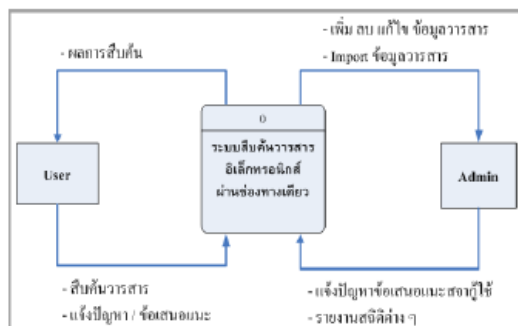 - เพิ่ม ลบ แก้ไข ข้อมูลวารสาร
- Import ข้อมูลวารสาร
- ผลการสืบค้น
0
ระบบสืบค้นวารสาร
อิเล็กทรอนิกส์
ผ่านช่องทางเดียว
User
Admin
- สืบค้นวารสาร
- แจ้งปัญหา / ข้อเสนอแนะ
- แจ้งปัญหาข้อเสนอแนะ ผู้ใช้
- รายงานสถิติต่าง ๆ